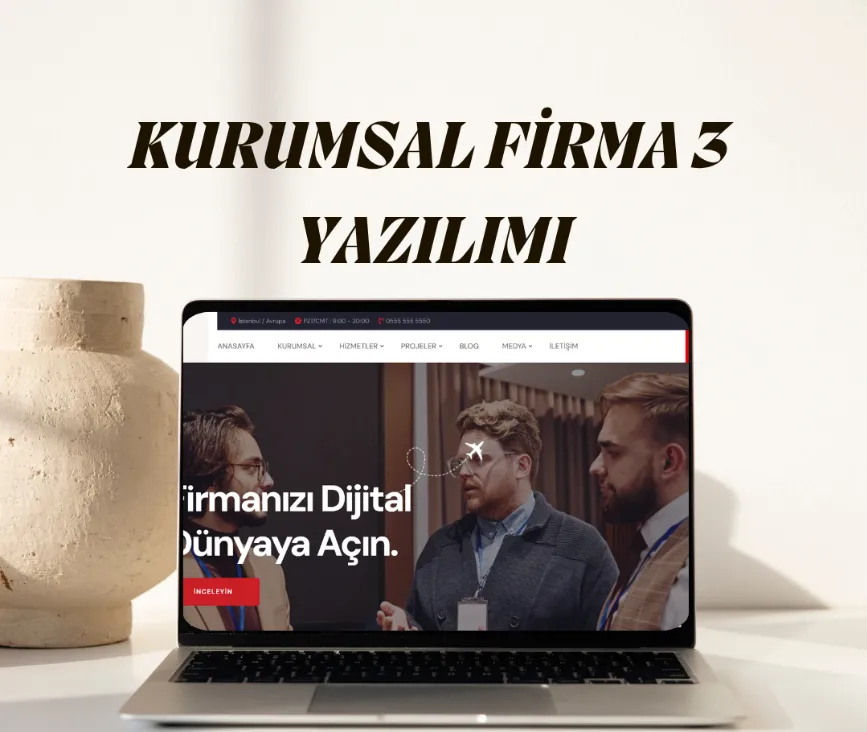 KURUMSAL FİRMA 3
YAZILIMI
İstanbul / Avrupa PZT/CMT : 9:00 - 20:00 0555 555 5550
ANASAYFA KURUMSAL HİZMETLER PROJELER BLOG MEDYA İLETİŞİM
Firmanızı Dijital
Dünyaya Açın.
İNCELEYİN